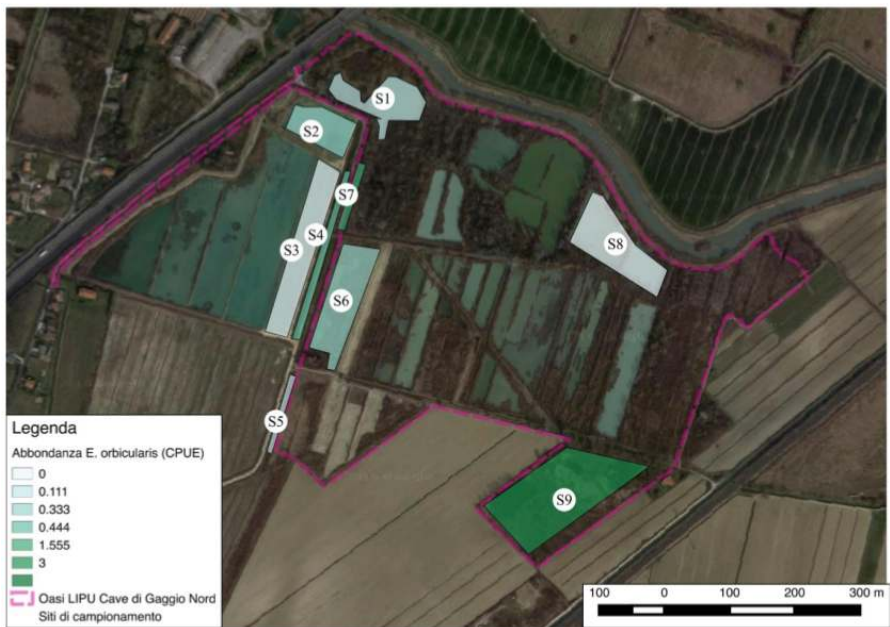 S1
S2
S7
S4
S3
S8
S6
S5
S9
Legenda
Abbondanza E. orbicularis (CPUE)
0
0.111
0.333
0.444
1.555
3
Oasi LIPU Cave di Gaggio Nord
Siti di campionamento
100 0 100 200 300 m